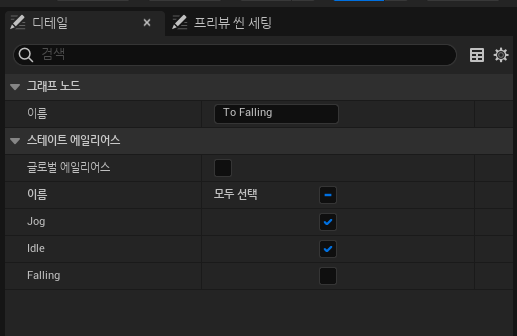 디테일
프리뷰 씬 세팅
검색
그래프 노드
이름 To Falling
스테이트 에일리어스
글로벌 에일리어스
이름 모두 선택
Jog
Idle
Falling